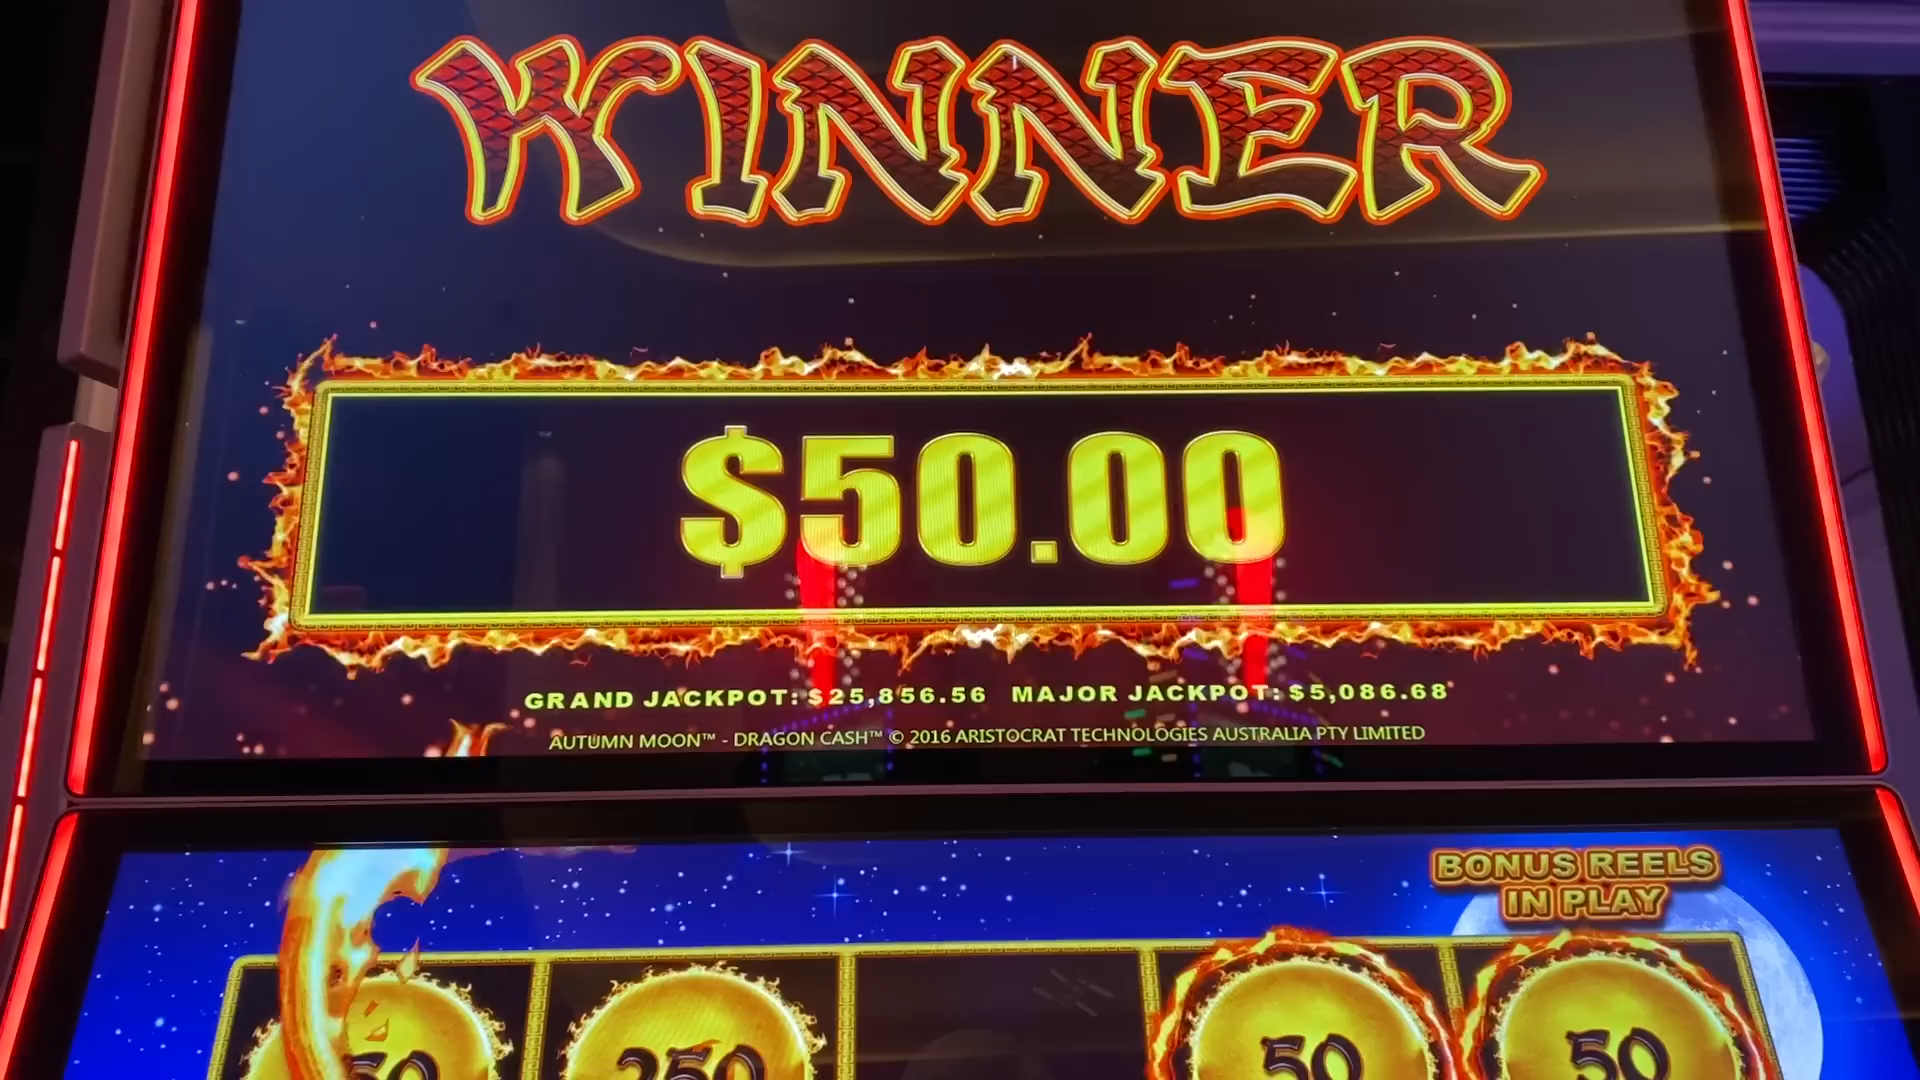 WINNER
$50.00
GRAND JACKPOT: $25,856.56 MAJOR JACKPOT: $5,086.68
AUTUMN MOON™ - DRAGON CASH™ © 2016 ARISTOCRAT TECHNOLOGIES AUSTRALIA PTY LIMITED
BONUS REELS
IN PLAY
250 50 50